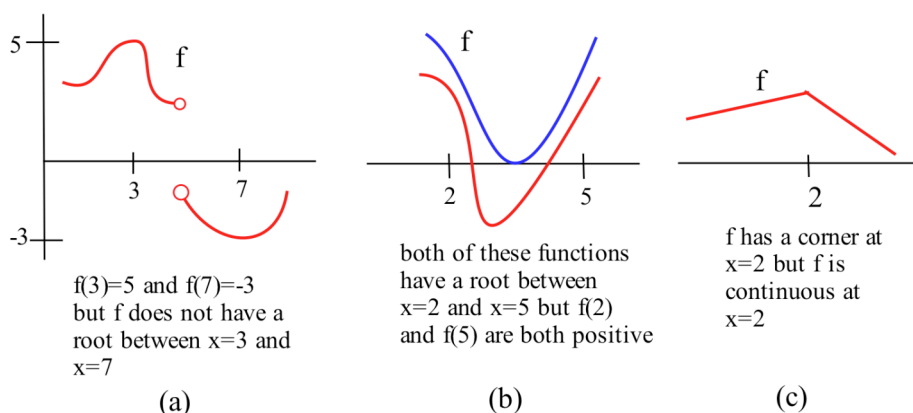 5
f
3
7
-3
f(3)=5 and f(7)=-3
but f does not have a
root between x=3 and
x=7
(a)
f
2
5
both of these functions
have a root between
x=2 and x=5 but f(2)
and f(5) are both positive
(b)
f
2
f has a corner at
x=2 but f is
continuous at
x=2
(c)